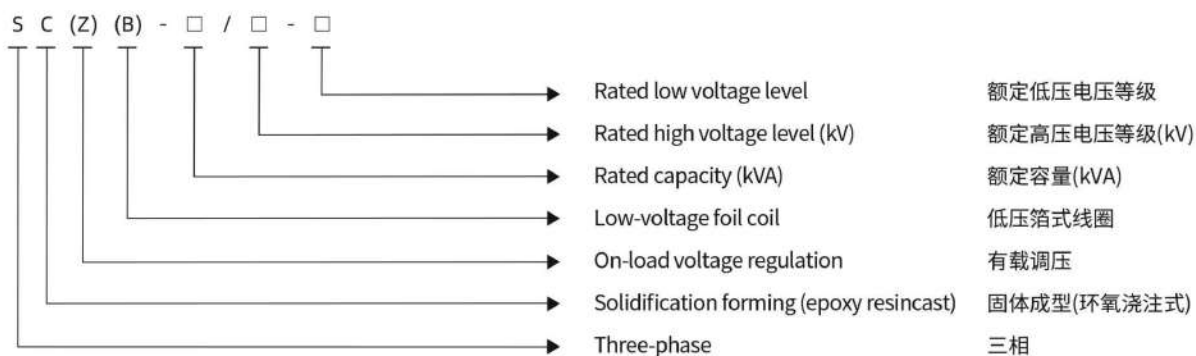 S C (Z) (B) - □ / □ - □
Rated low voltage level 额定低压电压等级
Rated high voltage level (kV) 额定高压电压等级(kV)
Rated capacity (kVA) 额定容量(kVA)
Low-voltage foil coil 低压箔式线圈
On-load voltage regulation 有载调压
Solidification forming (epoxy resincast) 固体成型(环氧浇注式)
Three-phase 三相